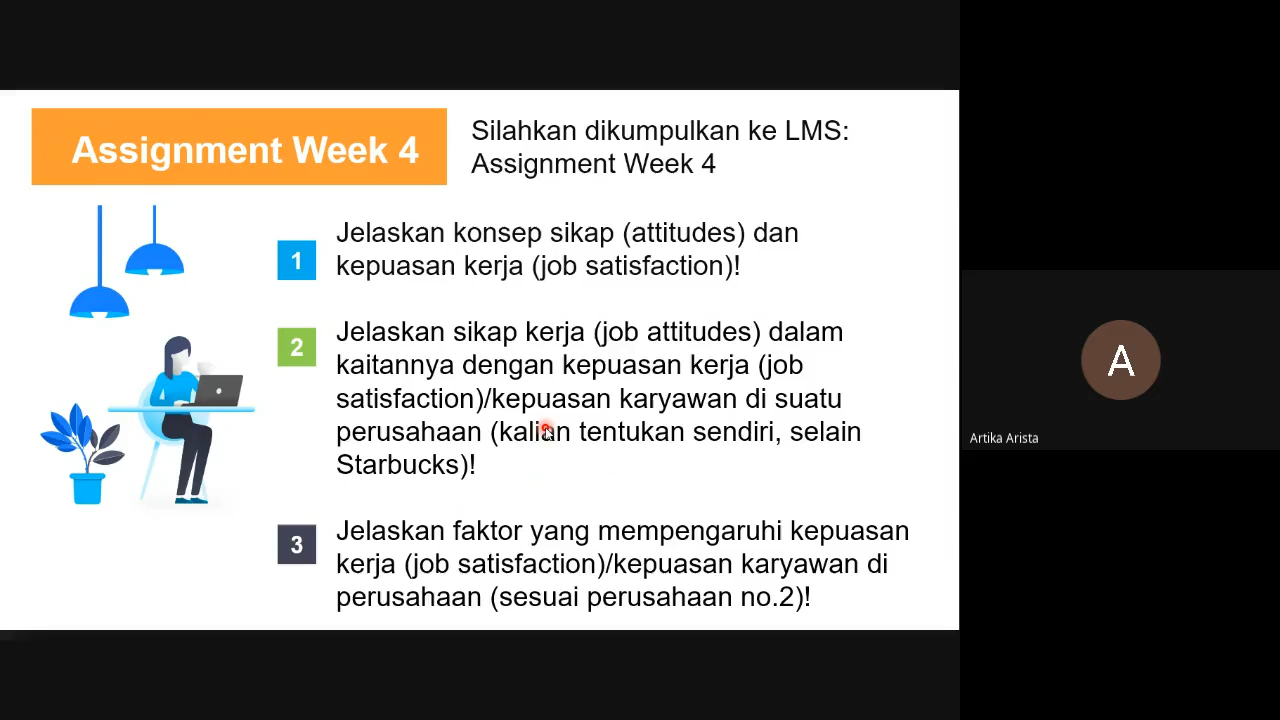 Assignment Week 4
Silahkan dikumpulkan ke LMS:
Assignment Week 4
1
Jelaskan konsep sikap (attitudes) dan
kepuasan kerja (job satisfaction)!
2
Jelaskan sikap kerja (job attitudes) dalam
kaitannya dengan kepuasan kerja (job
satisfaction)/kepuasan karyawan di suatu
perusahaan (kalian tentukan sendiri, selain
Starbucks)!
3
Jelaskan faktor yang mempengaruhi kepuasan
kerja (job satisfaction)/kepuasan karyawan di
perusahaan (sesuai perusahaan no.2)!
A
Artika Arista